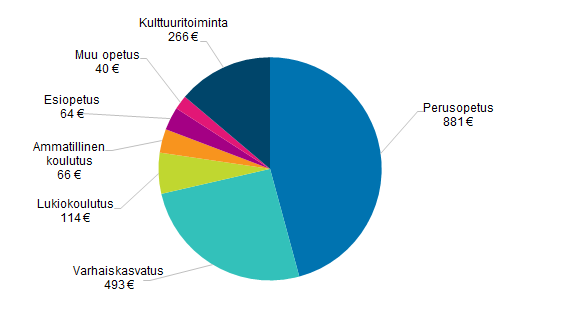 Kulttuuritoiminta
266 €
Muu opetus
40 €
Esiopetus
64 €
Ammatillinen
koulutus
66 €
Lukiokoulutus
114 €
Varhaiskasvatus
493 €
Perusopetus
881 €